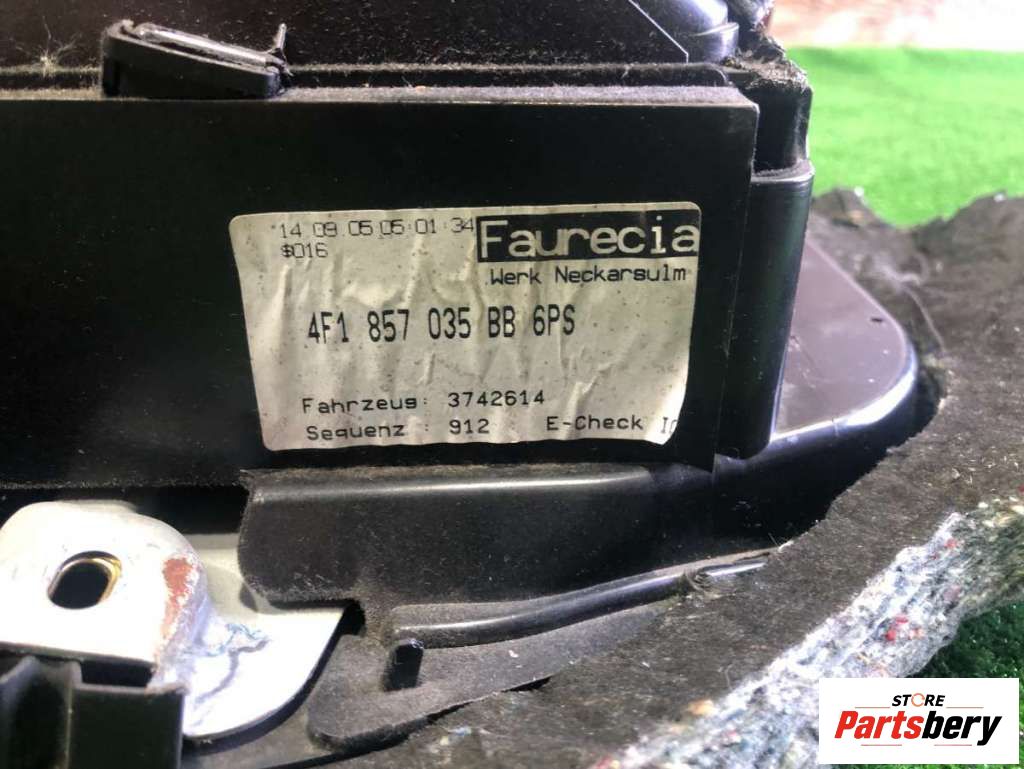 14 09 05 05:01:34
$016
Faurecia
Werk Neckarsulm
4F1 857 035 BB 6PS
Fahrzeug: 3742614
Sequenz : 912 E-Check
STORE
Partsbery